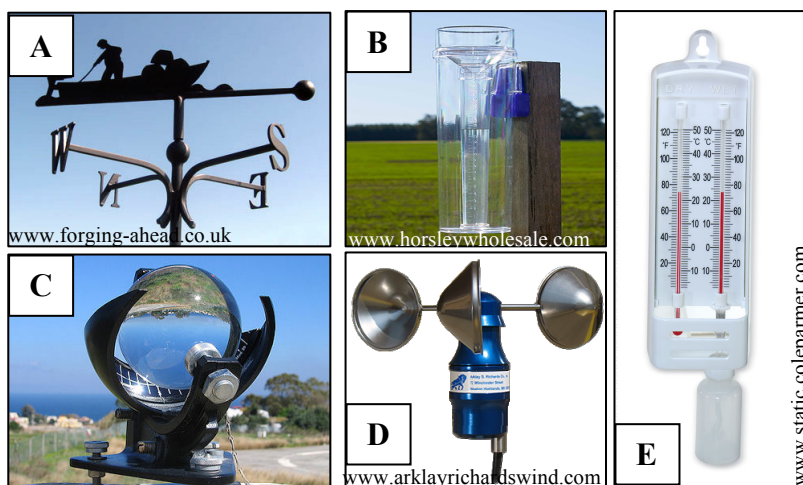 A
W
N
S
E
www.forging-ahead.co.uk
B
www.horsleywholesale.com
C
D
www.arklayrichardswind.com
E
DRY WET
120 50 50 120
°F °C °C °F
100 40 40 100
80 30 30 80
20 20
60 10 10 60
40 0 0 40
20 10 10 20
www.static.coleparmer.com